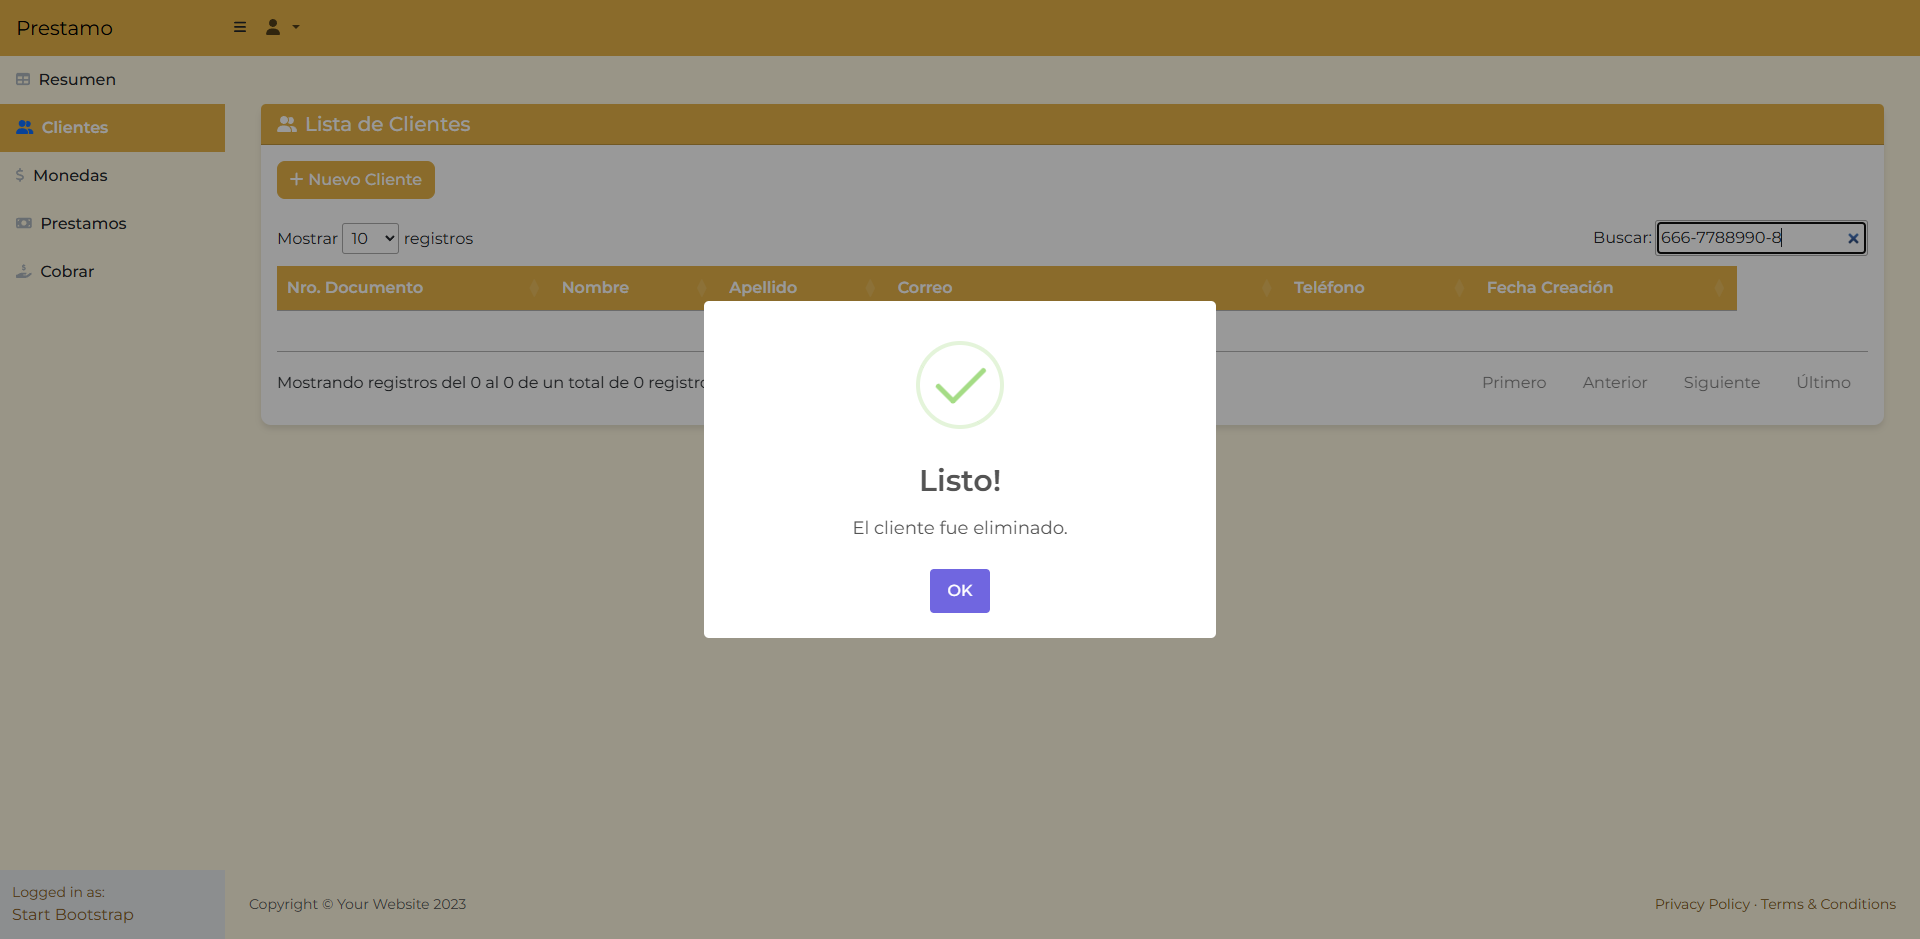 Prestamo
Resumen
Clientes
Monedas
Prestamos
Cobrar
Lista de Clientes
Nuevo Cliente
Mostrar 10 registros
Buscar: 666-7788990-8
Nro. Documento Nombre Apellido Correo Teléfono Fecha Creación
Mostrando registros del 0 al 0 de un total de 0
Primero Anterior Siguiente Último
Listo!
El cliente fue eliminado.
OK
Logged in as:
Start Bootstrap
Copyright © Your Website 2023
Privacy Policy · Terms & Conditions